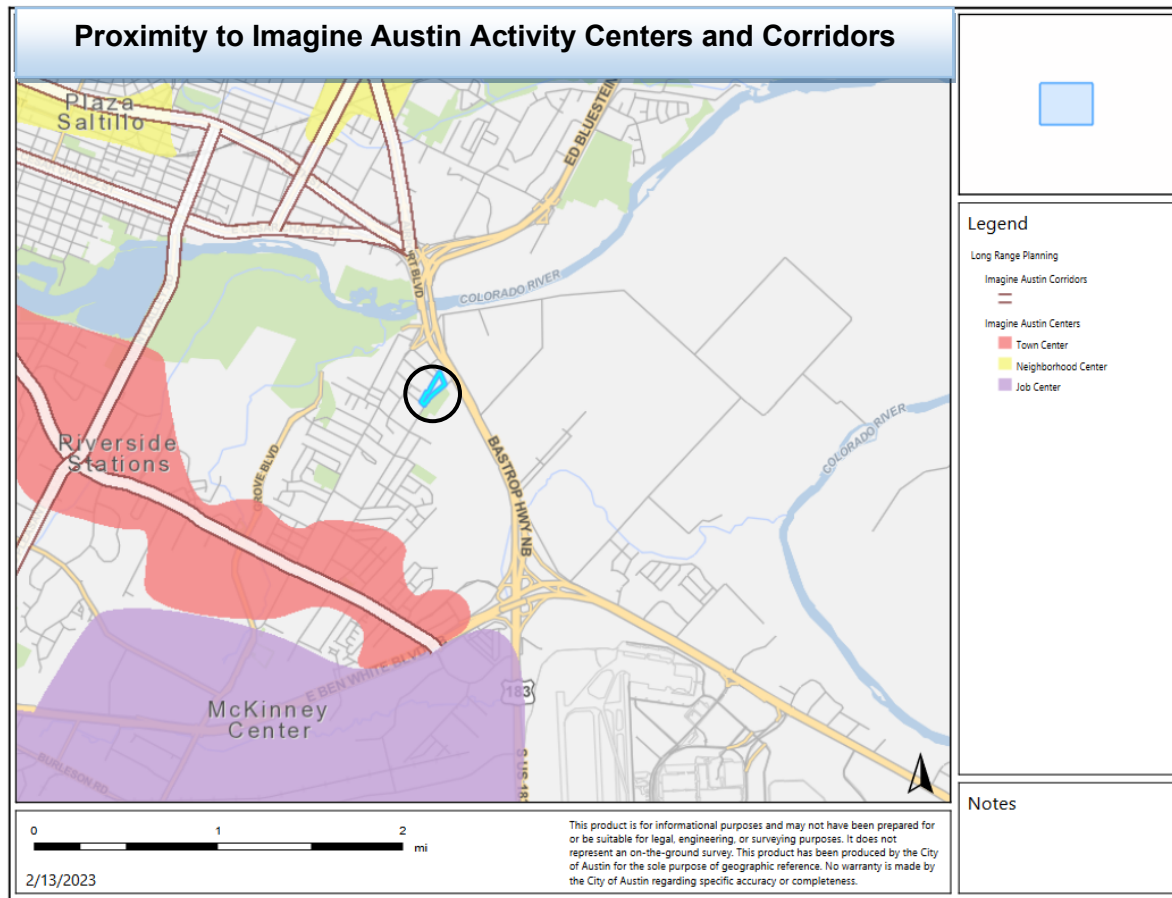 Proximity to Imagine Austin Activity Centers and Corridors
Plaza
Saltillo
ED BLUESTEIN
E CESAR CHAVEZ ST
RT BLVD
COLORADO RIVER
COLORADO RIVER
Riverside
Stations
GROVE BLVD
BASTROP HWY NB
E BEN WHITE BLVD
183
McKinney
Center
BURLESON RD
S US 183
Legend
Long Range Planning
Imagine Austin Corridors
Imagine Austin Centers
Town Center
Neighborhood Center
Job Center
Notes
0 1 2
mi
2/13/2023
This product is for informational purposes and may not have been prepared for
or be suitable for legal, engineering, or surveying purposes. It does not
represent an on-the-ground survey. This product has been produced by the City
of Austin for the sole purpose of geographic reference. No warranty is made by
the City of Austin regarding specific accuracy or completeness.